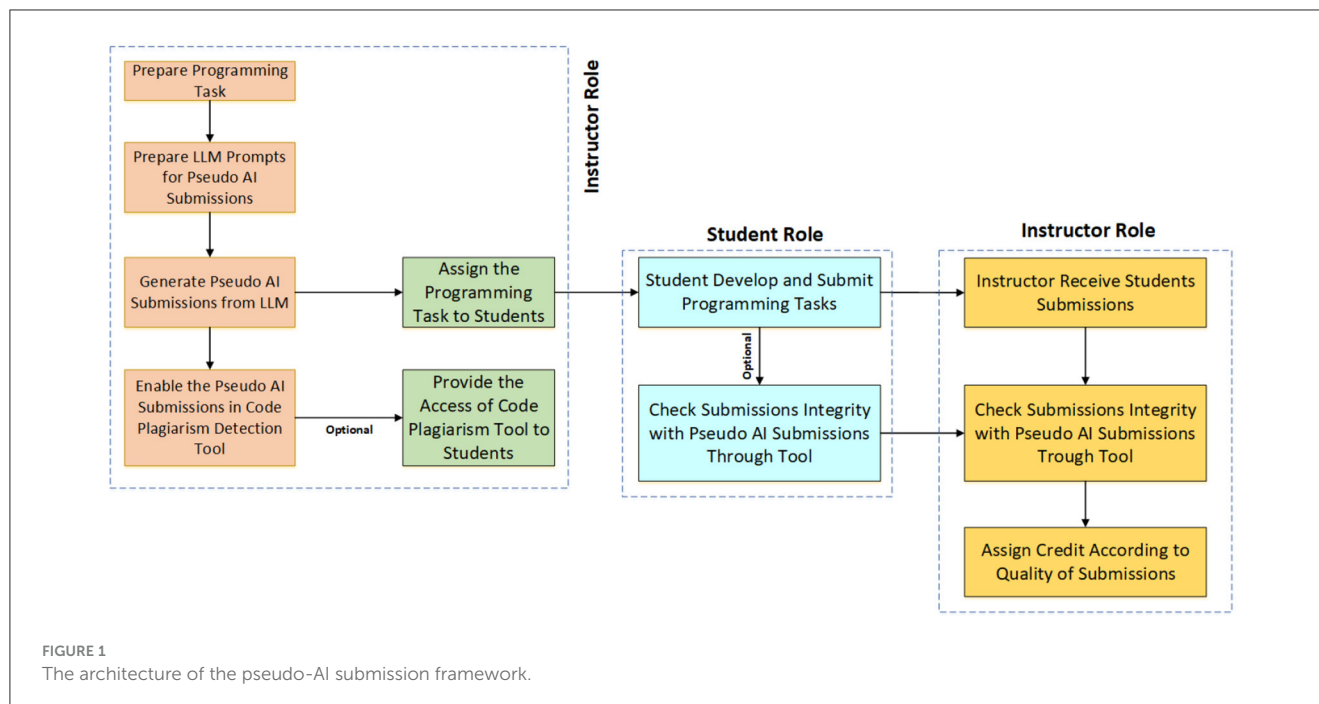 Prepare Programming
Task
Prepare LLM Prompts
for Pseudo AI
Submissions
Generate Pseudo AI
Submissions from LLM
Enable the Pseudo AI
Submissions in Code
Plagiarism Detection
Tool
Optional
Assign the
Programming
Task to Students
Provide the
Access of Code
Plagiarism Tool to
Students
Instructor Role
Student Role
Student Develop and Submit
Programming Tasks
Optional
Check Submissions Integrity
with Pseudo AI Submissions
Through Tool
Instructor Role
Instructor Receive Students
Submissions
Check Submissions Integrity
with Pseudo AI Submissions
Trough Tool
Assign Credit According to
Quality of Submissions
FIGURE 1
The architecture of the pseudo-AI submission framework.